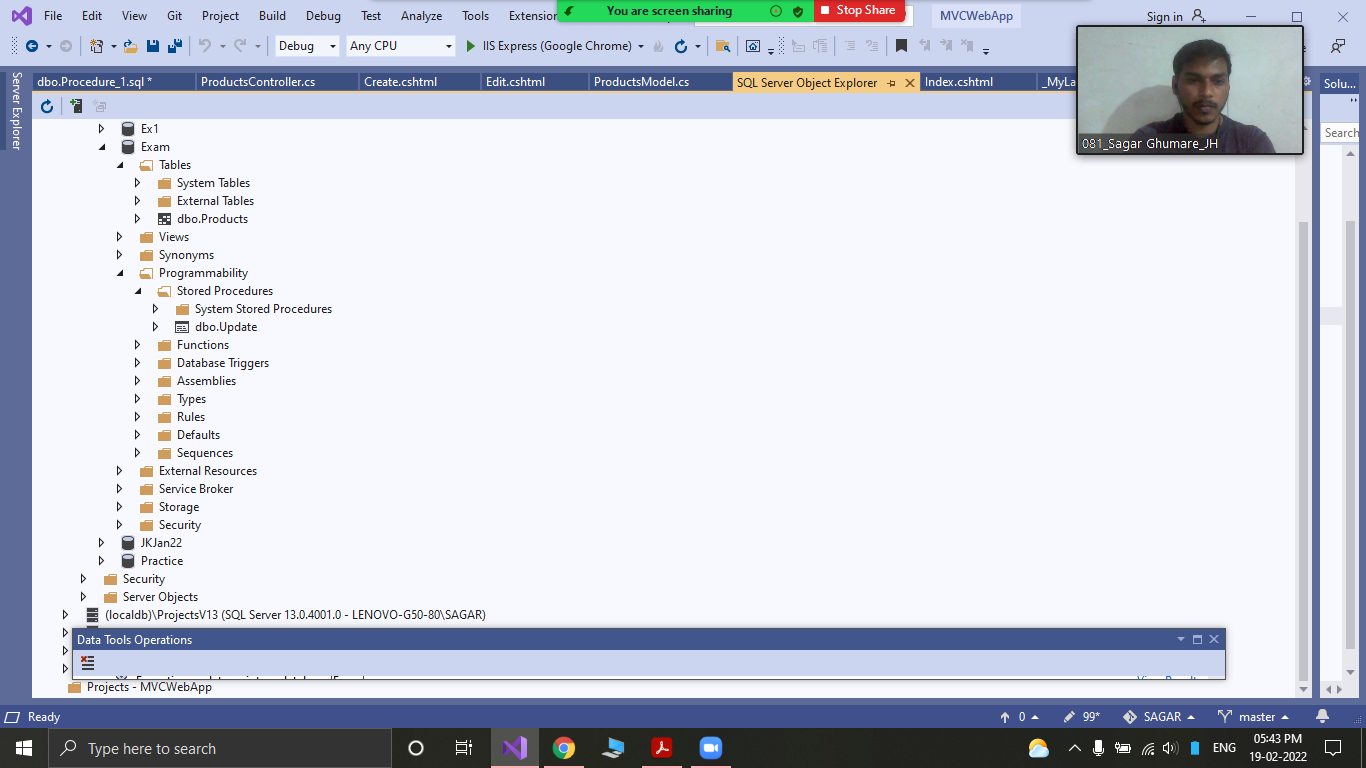 File Edit View Git Project Build Debug Test Analyze Tools Extension
You are screen sharing
Stop Share
MVCWebApp
Sign in
Debug Any CPU IIS Express (Google Chrome)
Server Explorer
dbo.Procedure_1.sql * ProductsController.cs Create.cshtml Edit.cshtml ProductsModel.cs SQL Server Object Explorer Index.cshtml _MyLa
Solu...
Search
081_Sagar Ghumare_JH
Ex1
Exam
Tables
System Tables
External Tables
dbo.Products
Views
Synonyms
Programmability
Stored Procedures
System Stored Procedures
dbo.Update
Functions
Database Triggers
Assemblies
Types
Rules
Defaults
Sequences
External Resources
Service Broker
Storage
Security
JKJan22
Practice
Security
Server Objects
(localdb)\ProjectsV13 (SQL Server 13.0.4001.0 - LENOVO-G50-80\SAGAR)
Data Tools Operations
Projects - MVCWebApp
Ready
0 99* SAGAR master
Type here to search
ENG
05:43 PM
19-02-2022